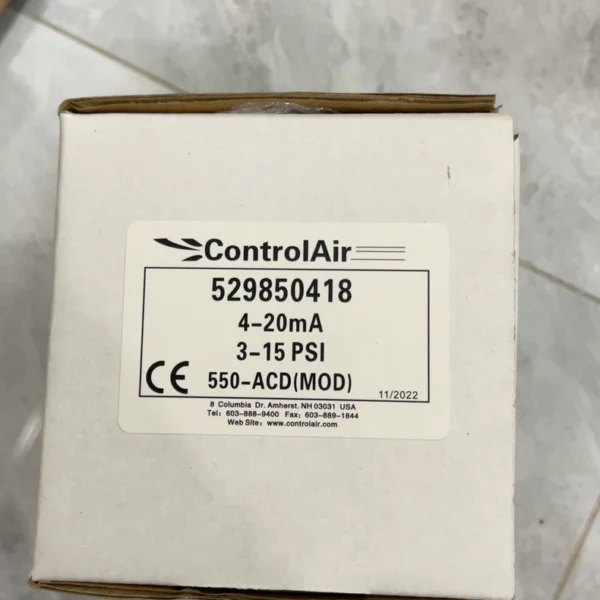 ControlAir
529850418
4-20mA
3-15 PSI
CE 550-ACD(MOD) 11/2022
8 Columbia Dr. Amherst. NH 03031 USA
Tel: 603-888-9400 Fax: 603-889-1844
Web Site: www.controlair.com